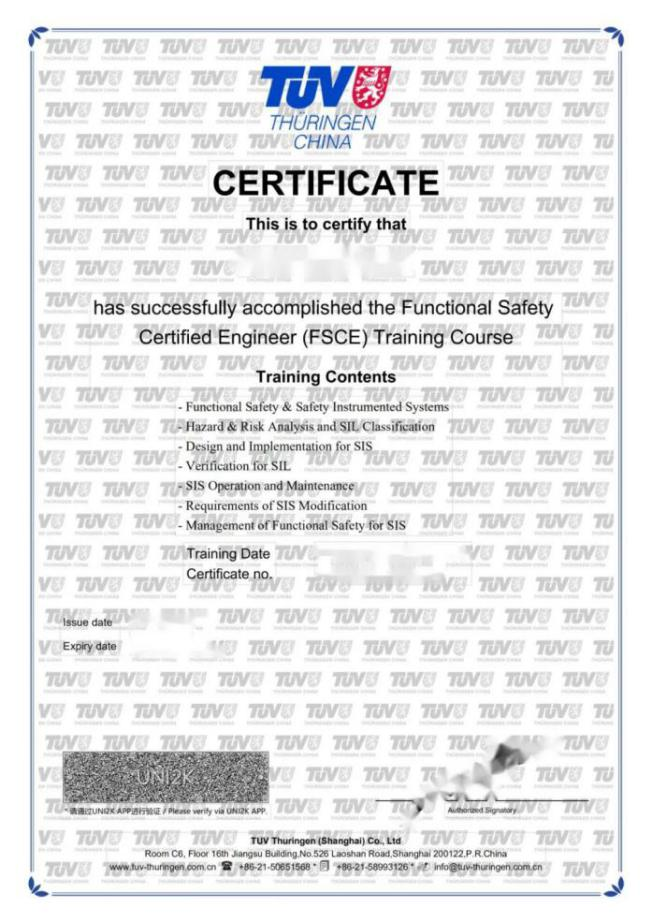 TÜV
THÜRINGEN
CHINA
CERTIFICATE
This is to certify that
has successfully accomplished the Functional Safety
Certified Engineer (FSCE) Training Course
Training Contents
- Functional Safety & Safety Instrumented Systems
- Hazard & Risk Analysis and SIL Classification
- Design and Implementation for SIS
- Verification for SIL
- SIS Operation and Maintenance
- Requirements of SIS Modification
- Management of Functional Safety for SIS
Training Date
Certificate no.
Issue date
Expiry date
UNI2K
* 请通过UNI2K APP进行验证 / Please verify via UNI2K APP.
Authorized Signatory
TÜV Thuringen (Shanghai) Co., Ltd
Room C6, Floor 16th Jiangsu Building,No.526 Laoshan Road,Shanghai 200122,P.R.China
www.tuv-thuringen.com.cn ☎ +86-21-50651568 * +86-21-58993126 * info@tuv-thuringen.com.cn